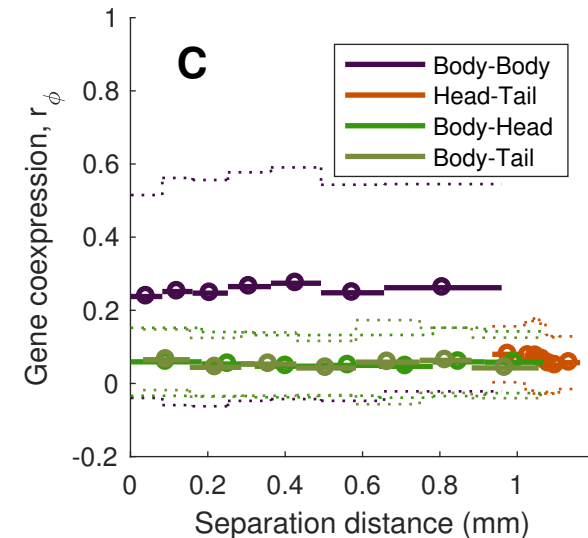 C
Body-Body
Head-Tail
Body-Head
Body-Tail
Gene coexpression, r_ϕ
1
0.8
0.6
0.4
0.2
0
-0.2
0
0.2
0.4
0.6
0.8
1
Separation distance (mm)